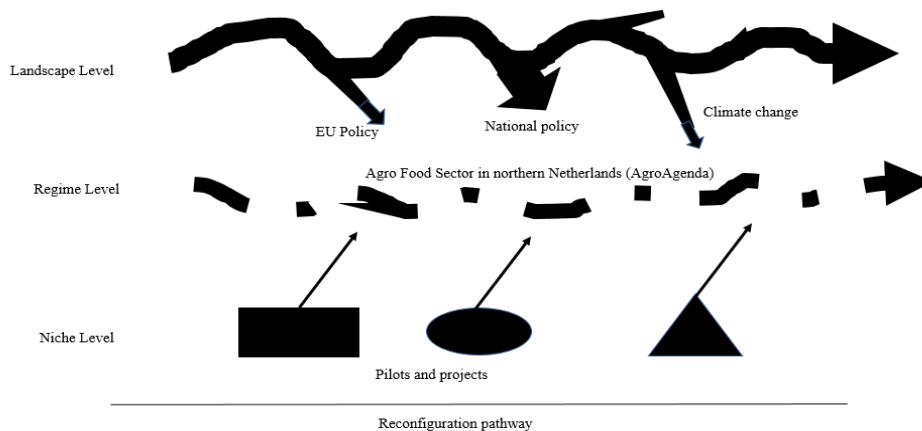 Landscape Level
EU Policy
National policy
Climate change
Agro Food Sector in northern Netherlands (AgroAgenda)
Regime Level
Niche Level
Pilots and projects
Reconfiguration pathway